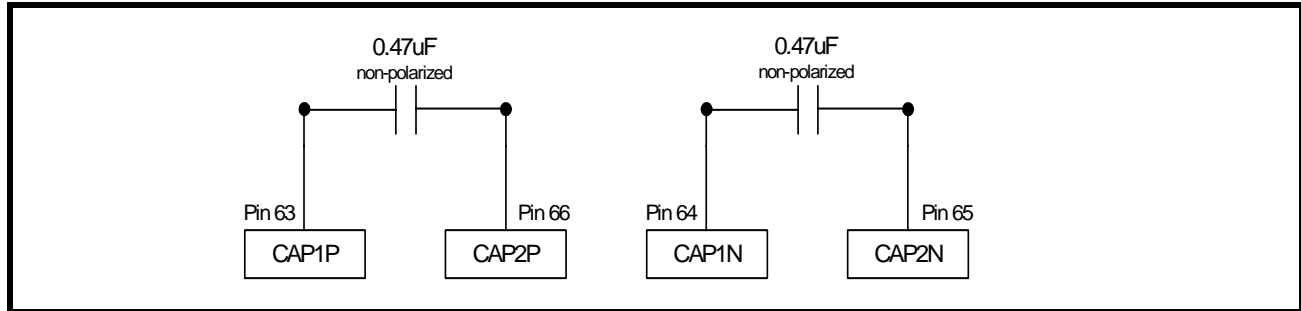 0.47uF
non-polarized
0.47uF
non-polarized
Pin 63
Pin 66
Pin 64
Pin 65
CAP1P
CAP2P
CAP1N
CAP2N